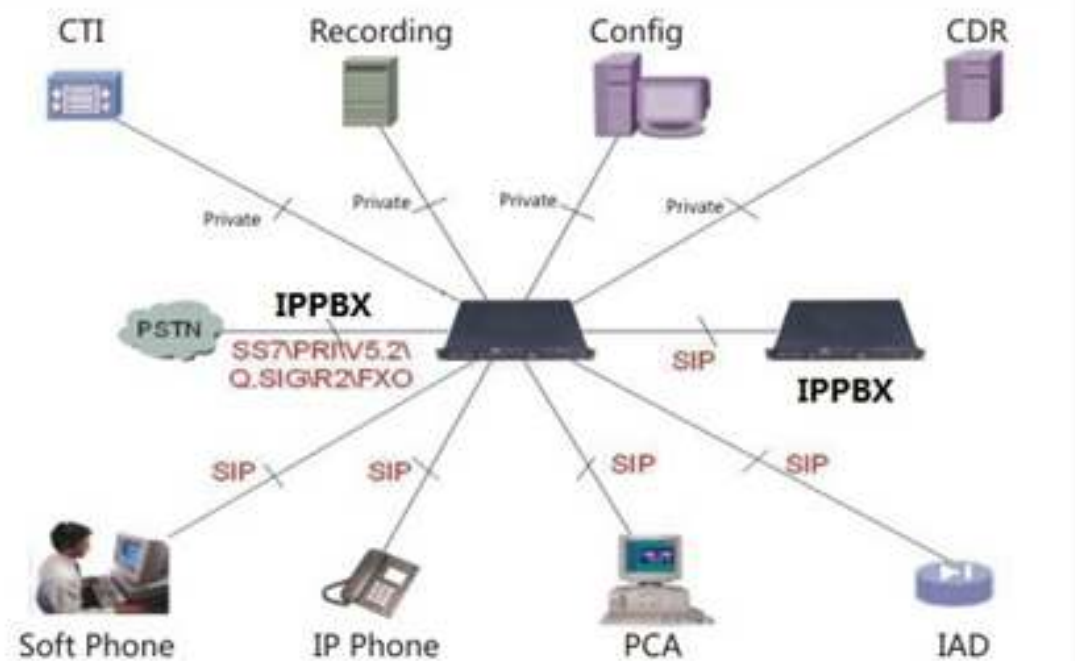 CTI
Recording
Config
CDR
Private
Private
Private
Private
PSTN
IPPBX
SS7\PRI\V5.2\
Q.SIG\R2\FXO
SIP
IPPBX
SIP
SIP
SIP
SIP
Soft Phone
IP Phone
PCA
IAD